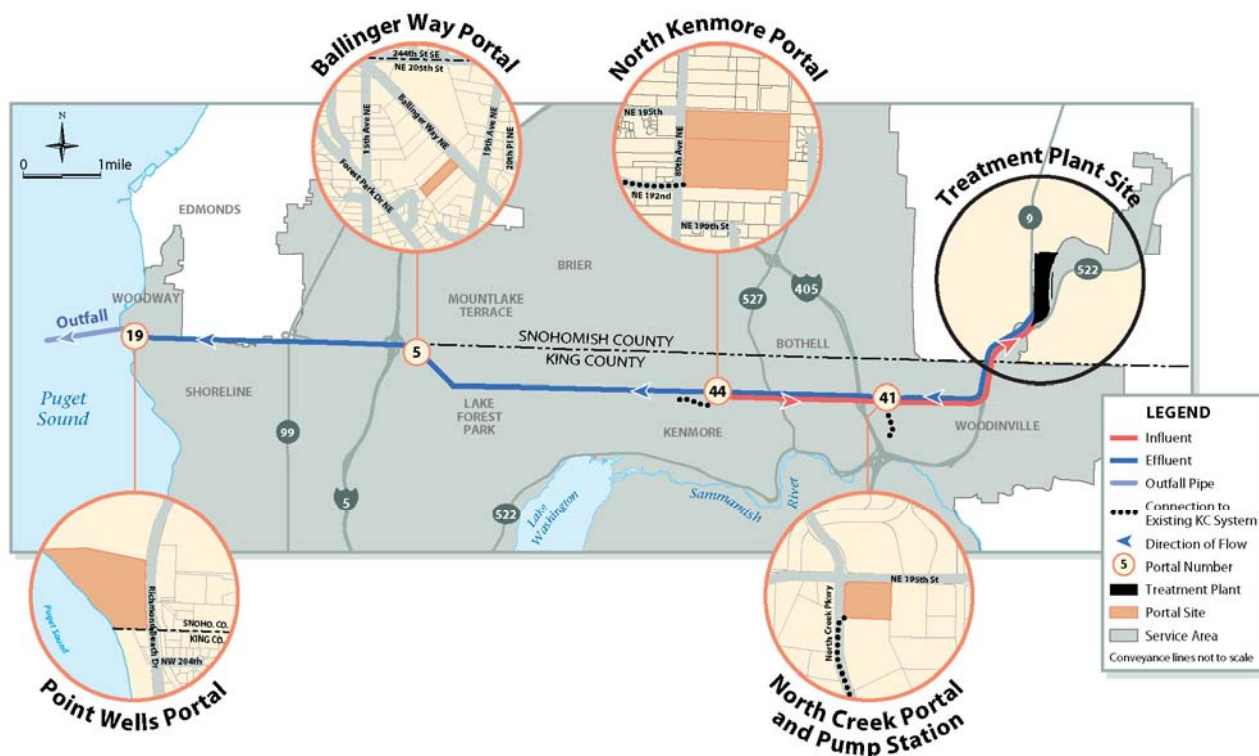 Ballinger Way Portal
244th St SE
NE 205th St
15th Ave NE
Ballinger Way NE
19th Ave NE
20th Pl NE
Forest Park Dr NE
North Kenmore Portal
NE 195th
80th Ave NE
NE 192nd
NE 190th St
Treatment Plant Site
9
522
N
0 1mile
EDMONDS
WOODWAY
BRIER
MOUNTLAKE
TERRACE
527
405
BOTHELL
Outfall
19
5
SNOHOMISH COUNTY
KING COUNTY
44
41
Puget
Sound
SHORELINE
99
5
LAKE
FOREST
PARK
KENMORE
WOODINVILLE
522
Lake
Washington
Sammamish
River
LEGEND
Influent
Effluent
Outfall Pipe
Connection to
Existing KC System
Direction of Flow
5 Portal Number
Treatment Plant
Portal Site
Service Area
Conveyance lines not to scale
Puget Sound
Richmond Beach Dr
SNOHO. CO.
KING CO.
NW 204th
Point Wells Portal
NE 195th St
North Creek Pkwy
North Creek Portal
and Pump Station